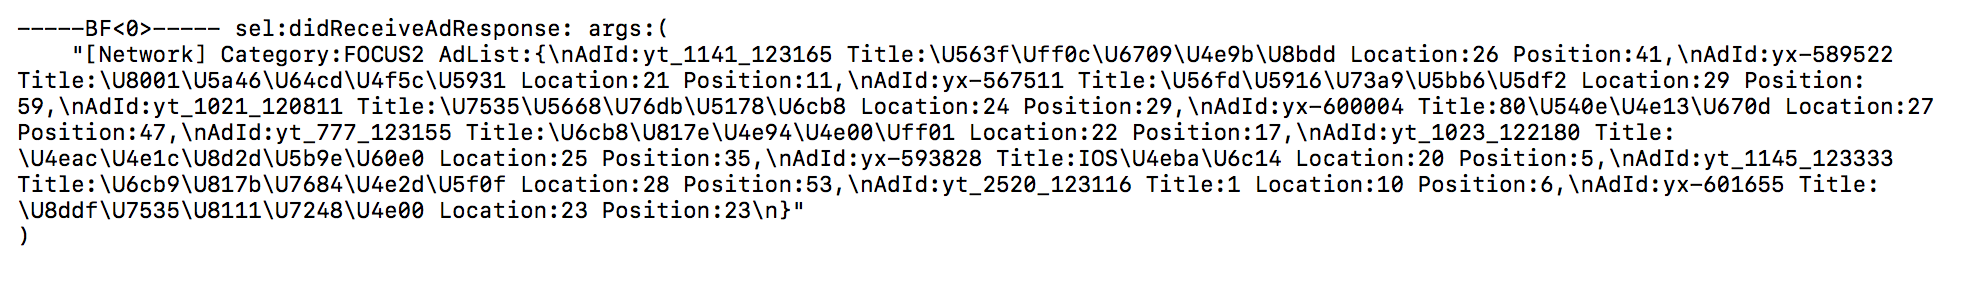 -----BF<0>----- sel:didReceiveAdResponse: args:(
    "[Network] Category:FOCUS2 AdList:{\nAdId:yt_1141_123165 Title:\U563f\Uff0c\U6709\U4e9b\U8bdd Location:26 Position:41,\nAdId:yx-589522
Title:\U8001\U5a46\U64cd\U4f5c\U5931 Location:21 Position:11,\nAdId:yx-567511 Title:\U56fd\U5916\U73a9\U5bb6\U5df2 Location:29 Position:
59,\nAdId:yt_1021_120811 Title:\U7535\U5668\U76db\U5178\U6cb8 Location:24 Position:29,\nAdId:yx-600004 Title:80\U540e\U4e13\U670d Location:27
Position:47,\nAdId:yt_777_123155 Title:\U6cb8\U817e\U4e94\U4e00\Uff01 Location:22 Position:17,\nAdId:yt_1023_122180 Title:
\U4eac\U4e1c\U8d2d\U5b9e\U60e0 Location:25 Position:35,\nAdId:yx-593828 Title:IOS\U4eba\U6c14 Location:20 Position:5,\nAdId:yt_1145_123333
Title:\U6cb9\U817b\U7684\U4e2d\U5f0f Location:28 Position:53,\nAdId:yt_2520_123116 Title:1 Location:10 Position:6,\nAdId:yx-601655 Title:
\U8ddf\U7535\U8111\U7248\U4e00 Location:23 Position:23\n}"
)